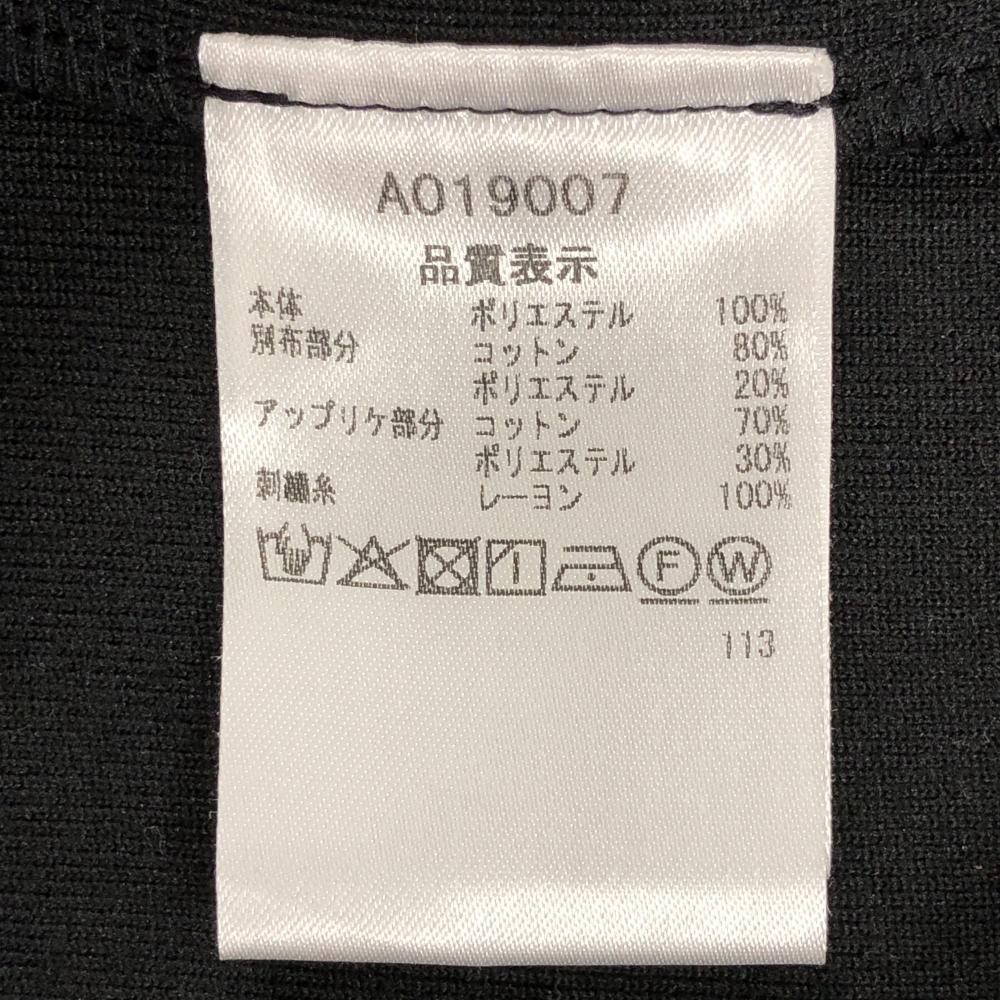 A019007
品質表示
本体 ポリエステル 100%
別布部分 コットン 80%
ポリエステル 20%
アップリケ部分 コットン 70%
ポリエステル 30%
刺繍糸 レーヨン 100%
F W
113